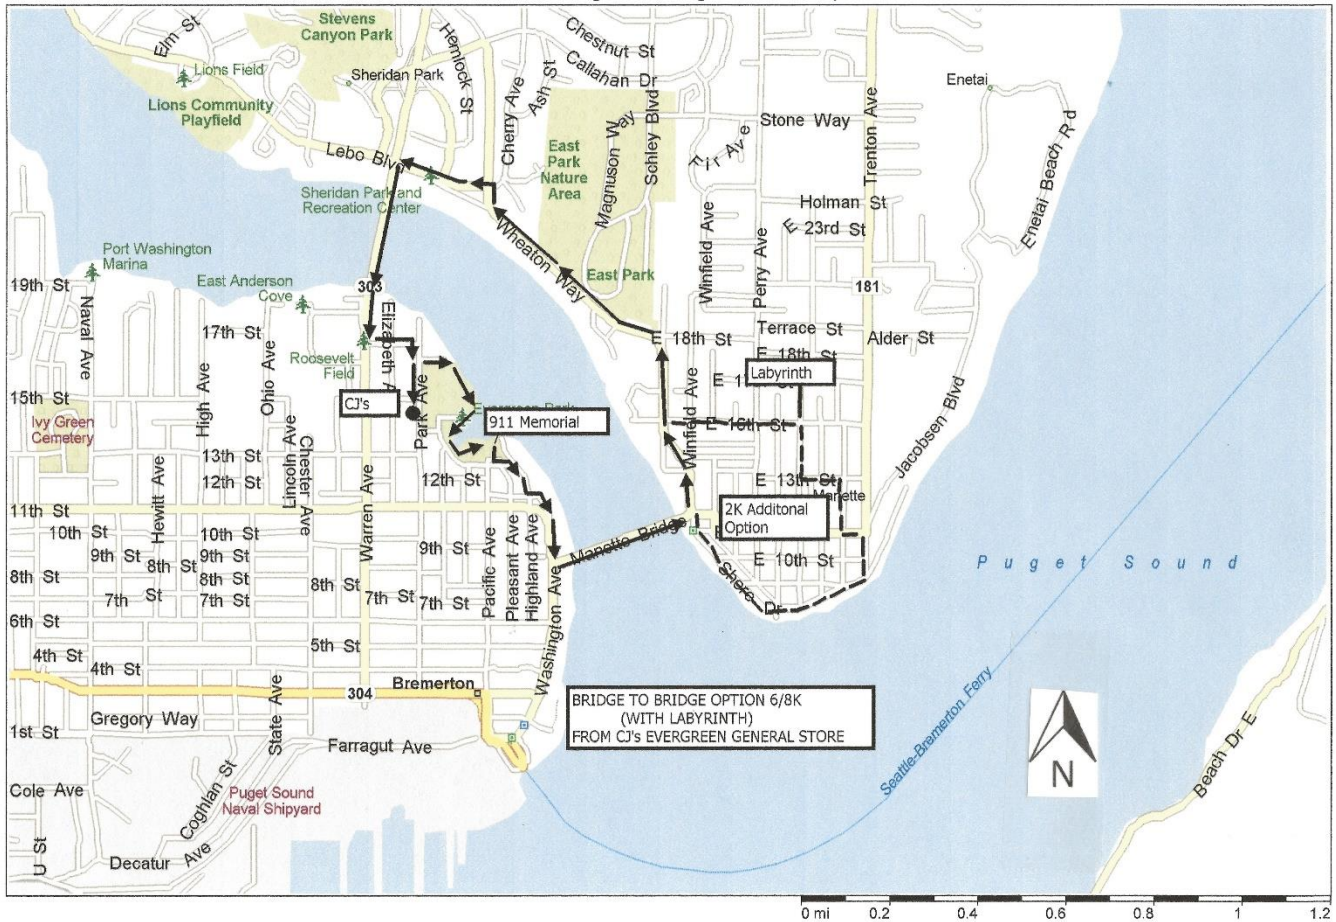 Elm St
Stevens
Canyon Park
Lions Field
Lions Community
Playfield
Sheridan Park
Hemlock St
Chestnut St
Callahan Dr
Ash St
Cherry Ave
East
Park
Nature
Area
Magnuson Way
Schley Blvd
Fir Ave
Stone Way
Trenton Ave
Enetai
Enetai Beach Rd
Lebo Blvd
Sheridan Park and
Recreation Center
Wheaton Way
East Park
Winfield Ave
Perry Ave
Holman St
E 23rd St
Port Washington
Marina
East Anderson
Cove
19th St
Naval Ave
303
181
17th St
Elizabeth A
Roosevelt
Field
18th St
E
Terrace St
Alder St
E 18th St
Labyrinth
E 1
15th St
High Ave
Ohio Ave
CJ's
Park Ave
911 Memorial
Ivy Green
Cemetery
E 16th St
Winfield Ave
Jacobsen Blvd
13th St
12th St
Lincoln Ave
Chester Ave
Hewitt Ave
Warren Ave
12th St
E 13th St
Manette
2K Additonal
Option
11th St
10th St
10th St
9th St
9th St
9th St
8th St
8th St
8th St
8th St
7th St
7th St
7th St
7th St
Pacific Ave
Pleasant Ave
Highland Ave
Manette Bridge
Shore Dr
E 10th St
Puget Sound
6th St
5th St
4th St
4th St
Washington Ave
304
Bremerton
BRIDGE TO BRIDGE OPTION 6/8K
(WITH LABYRINTH)
FROM CJ's EVERGREEN GENERAL STORE
Gregory Way
1st St
State Ave
Farragut Ave
Seattle-Bremerton Ferry
Beach Dr E
N
Cole Ave
Coghlan St
Puget Sound
Naval Shipyard
U St
Decatur Ave
0 mi 0.2 0.4 0.6 0.8 1 1.2